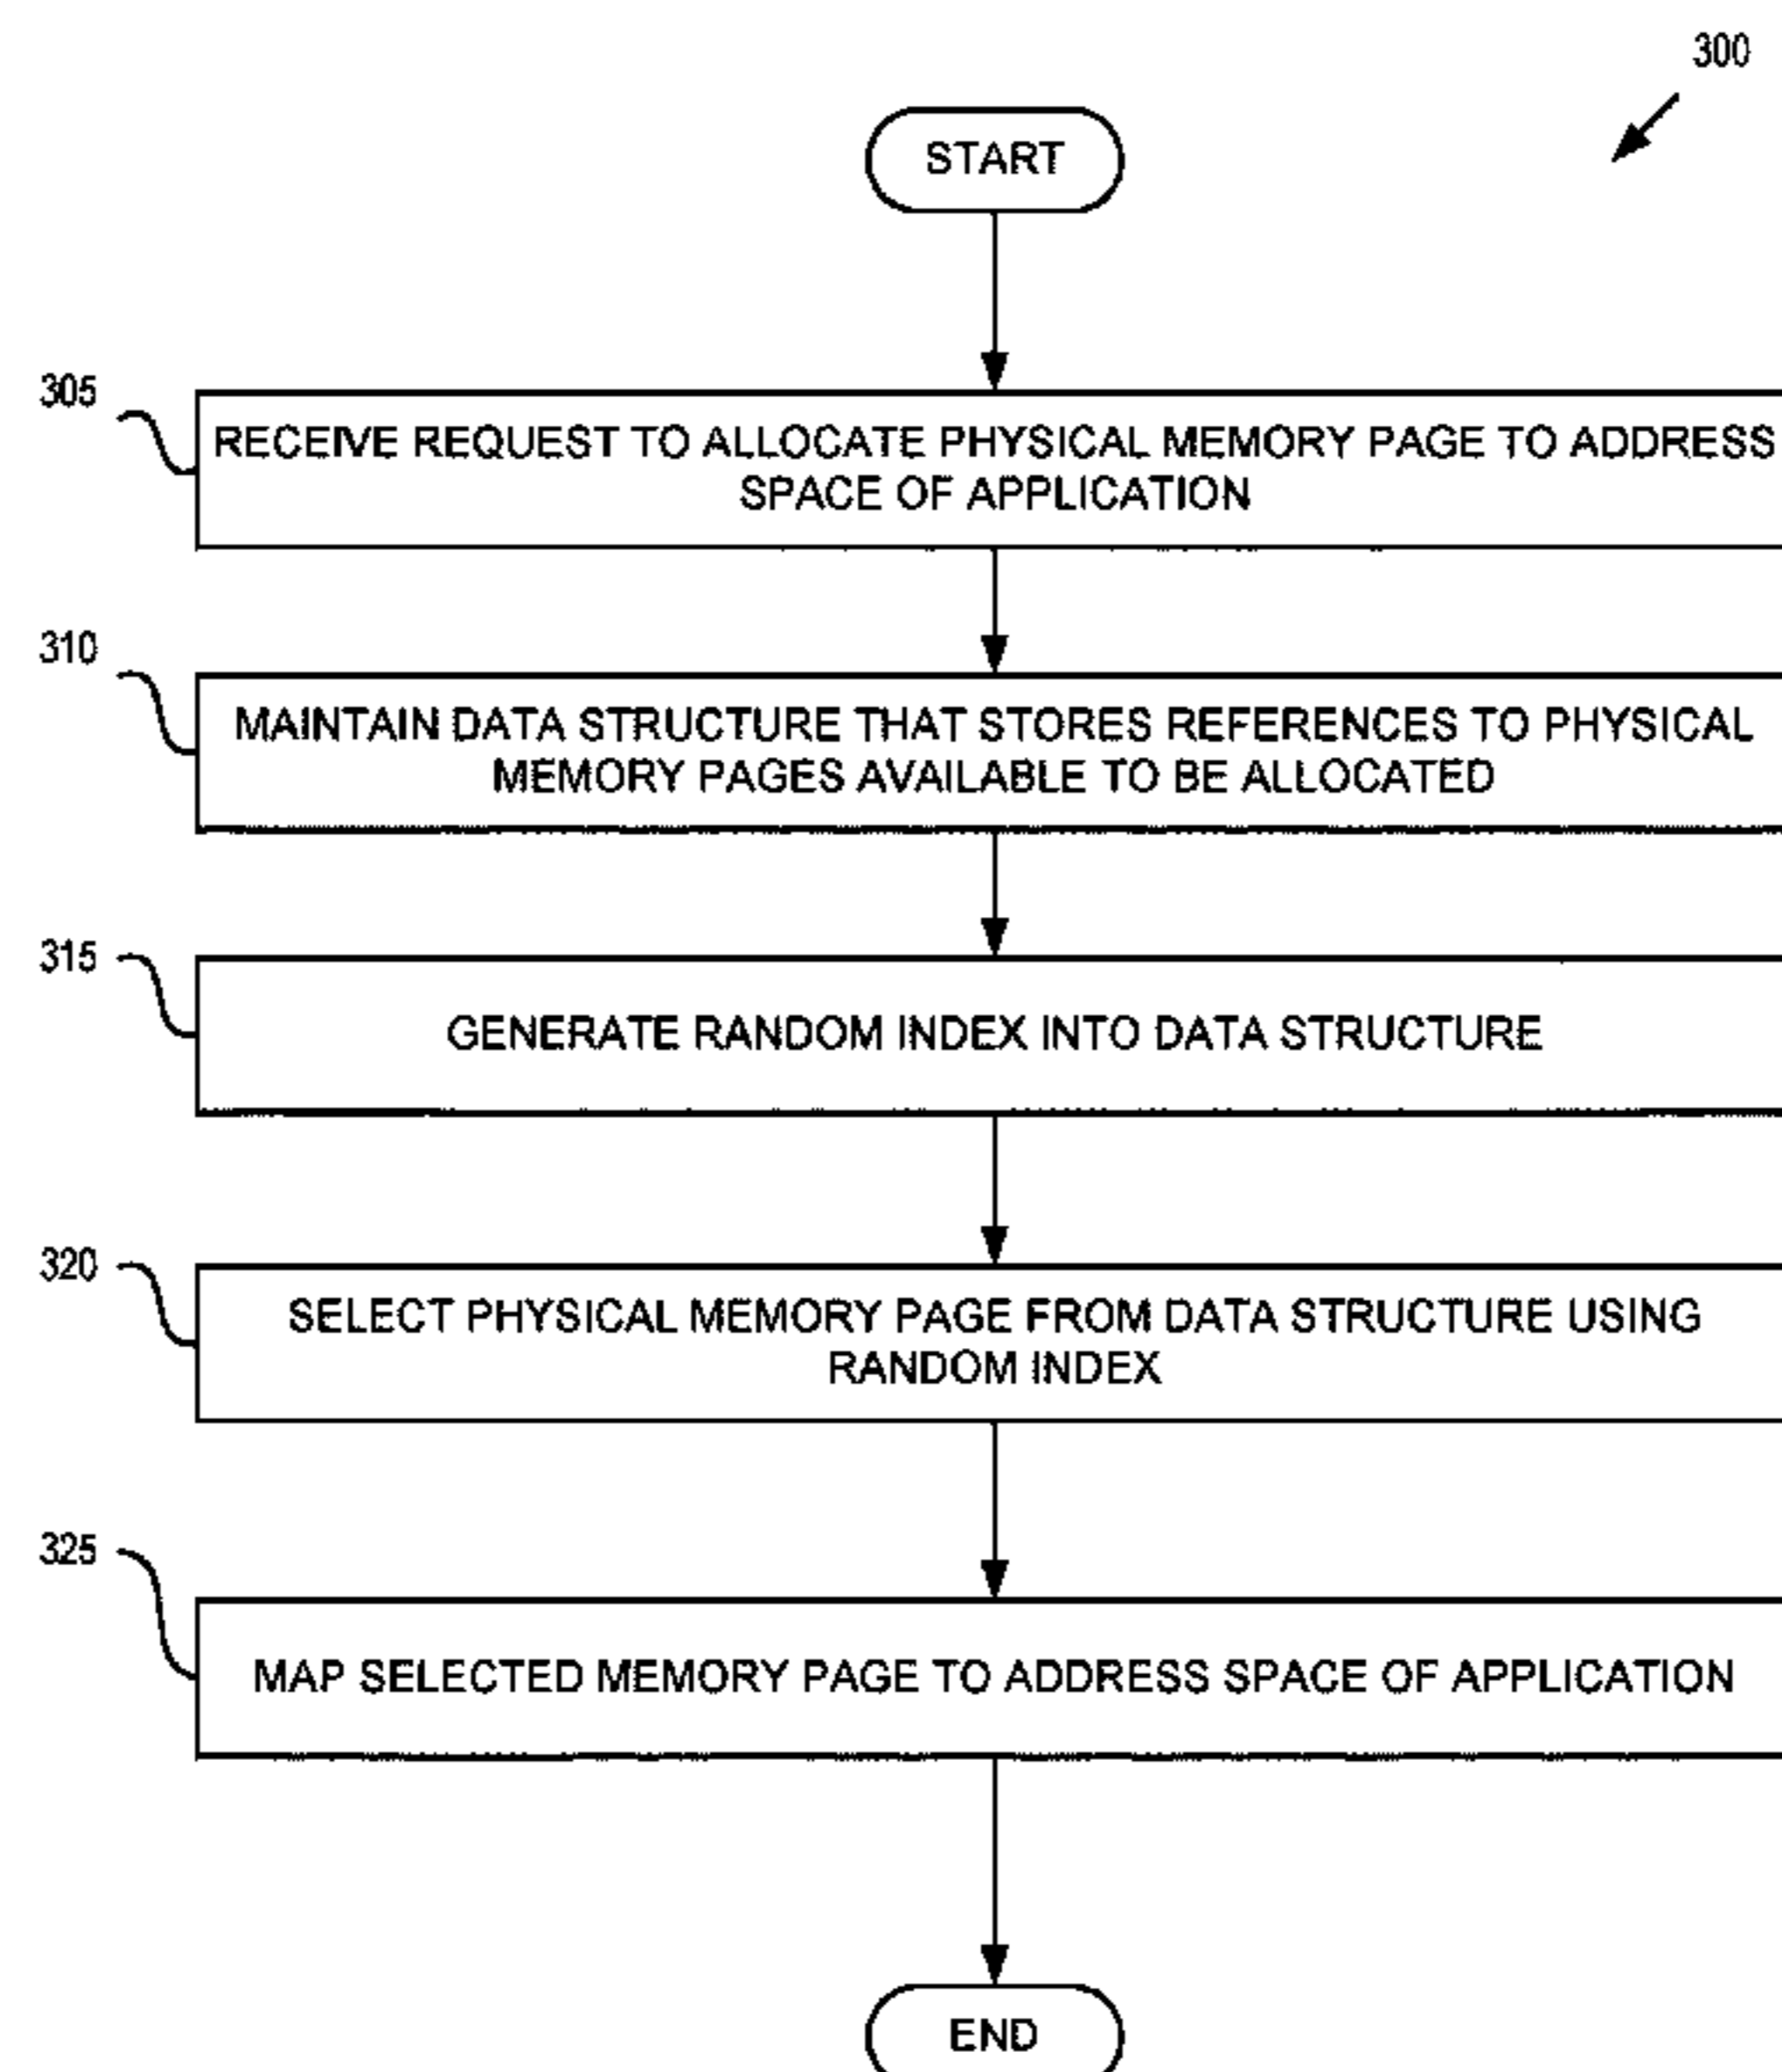 300
START
305
RECEIVE REQUEST TO ALLOCATE PHYSICAL MEMORY PAGE TO ADDRESS
SPACE OF APPLICATION
310
MAINTAIN DATA STRUCTURE THAT STORES REFERENCES TO PHYSICAL
MEMORY PAGES AVAILABLE TO BE ALLOCATED
315
GENERATE RANDOM INDEX INTO DATA STRUCTURE
320
SELECT PHYSICAL MEMORY PAGE FROM DATA STRUCTURE USING
RANDOM INDEX
325
MAP SELECTED MEMORY PAGE TO ADDRESS SPACE OF APPLICATION
END